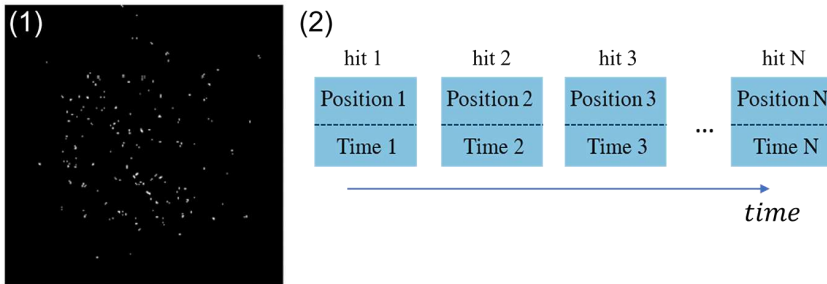 (1)
(2)
hit 1 hit 2 hit 3 hit N
Position 1 Position 2 Position 3 Position N
... 
Time 1 Time 2 Time 3 Time N
time